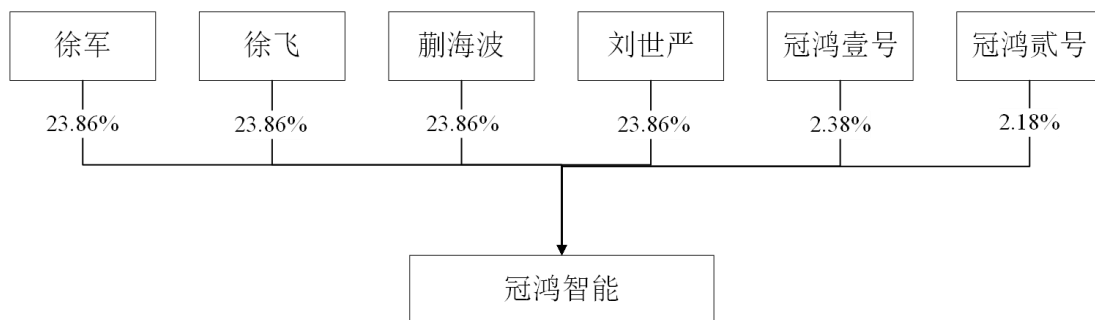 徐军
徐飞
蒯海波
刘世严
冠鸿壹号
冠鸿贰号
23.86%
23.86%
23.86%
23.86%
2.38%
2.18%
冠鸿智能